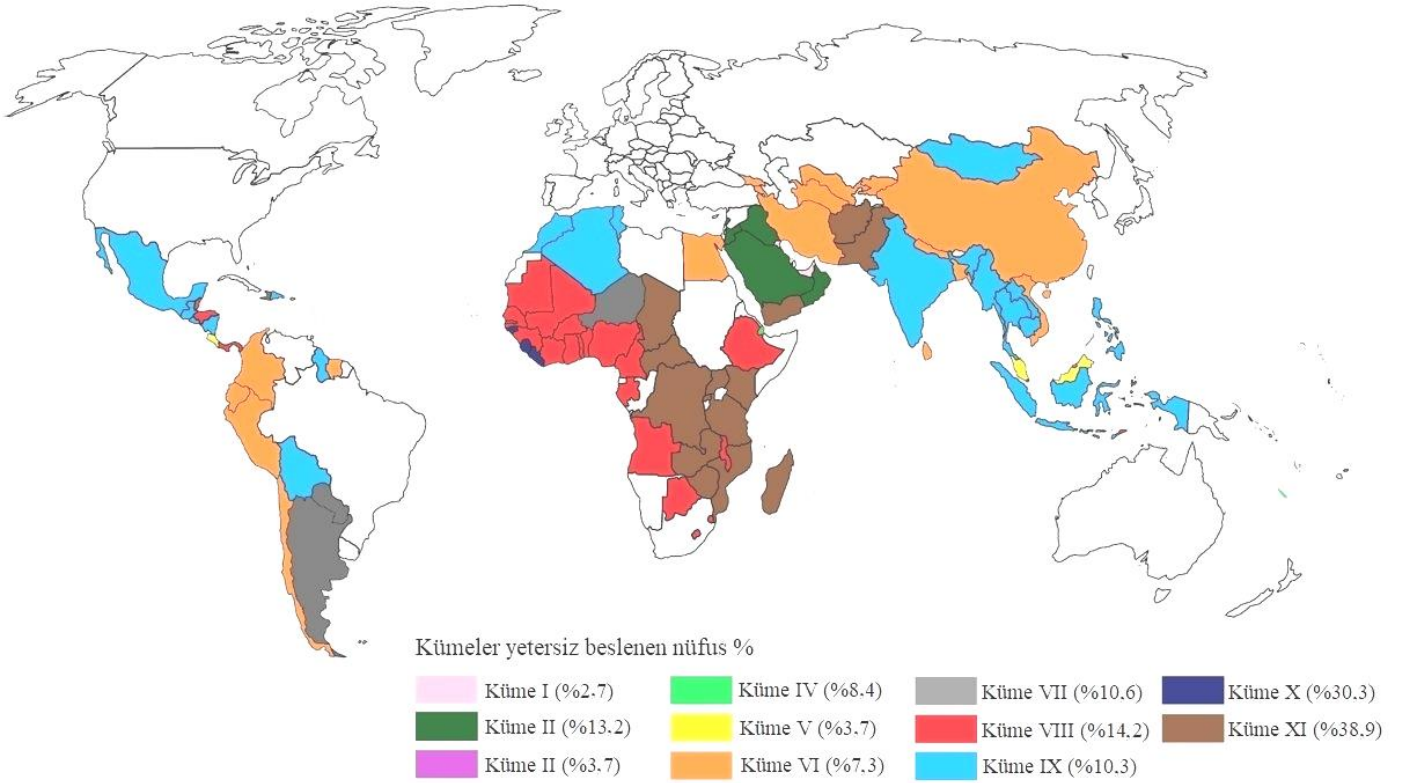 Kümeler yetersiz beslenen nüfus %
Küme I (%2.7)
Küme II (%13.2)
Küme II (%3.7)
Küme IV (%8.4)
Küme V (%3.7)
Küme VI (%7.3)
Küme VII (%10.6)
Küme VIII (%14.2)
Küme IX (%10.3)
Küme X (%30.3)
Küme XI (%38.9)